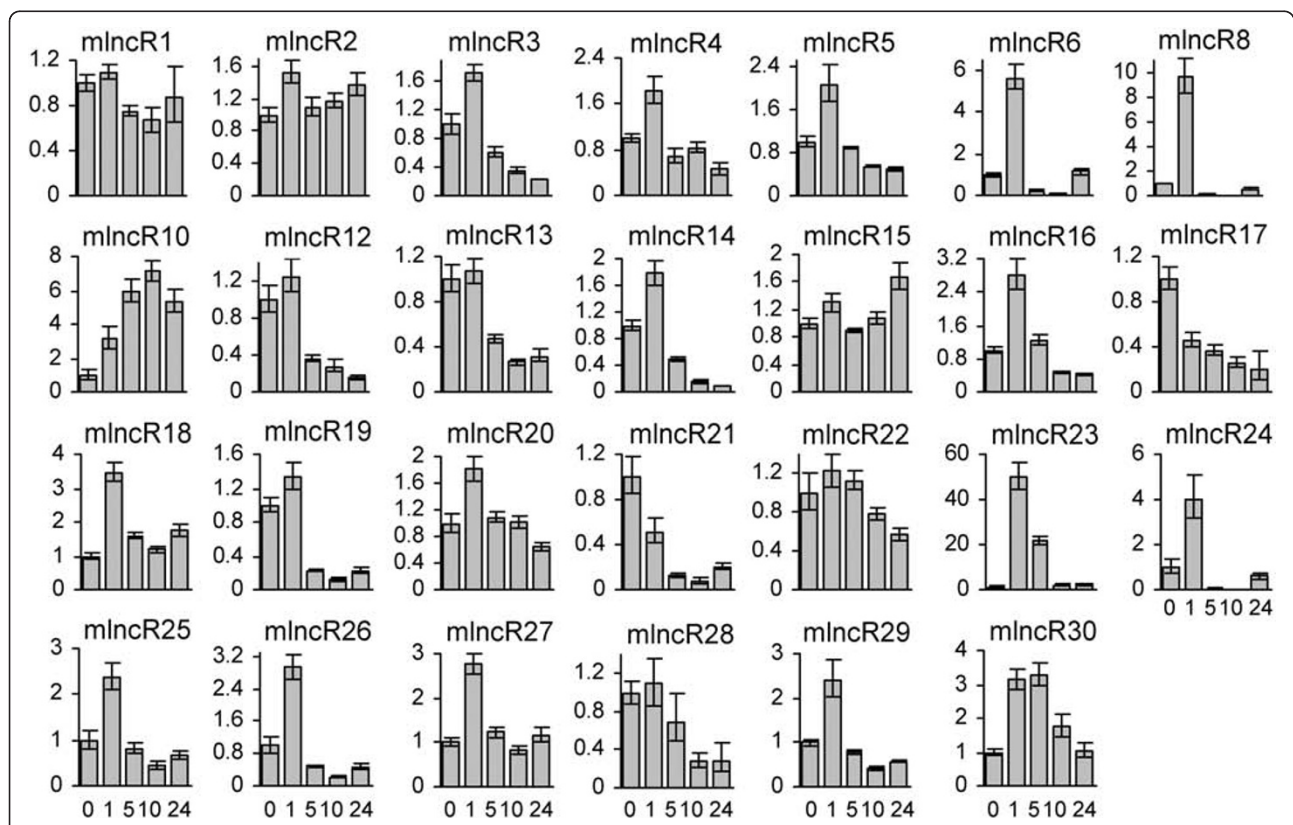 mlncR1 mlncR2 mlncR3 mlncR4 mlncR5 mlncR6 mlncR8
1.2 0.8 0.4 0
1.6 1.2 0.8 0.4 0
1.6 1.2 0.8 0.4 0
2.4 1.6 0.8 0
2.4 1.6 0.8 0
6 4 2 0
10 8 6 4 2 0
mlncR10 mlncR12 mlncR13 mlncR14 mlncR15 mlncR16 mlncR17
8 6 4 2 0
1.2 0.8 0.4 0
1.2 0.8 0.4 0
2 1.6 1.2 0.8 0.4 0
2 1.6 1.2 0.8 0.4 0
3.2 2.4 1.6 0.8 0
1.2 0.8 0.4 0
mlncR18 mlncR19 mlncR20 mlncR21 mlncR22 mlncR23 mlncR24
4 3 2 1 0
1.6 1.2 0.8 0.4 0
2 1.6 1.2 0.8 0.4 0
1.2 0.8 0.4 0
1.2 0.8 0.4 0
60 40 20 0
6 4 2 0
0 1 5 10 24
mlncR25 mlncR26 mlncR27 mlncR28 mlncR29 mlncR30
3 2 1 0
3.2 2.4 1.6 0.8 0
3 2 1 0
1.2 0.8 0.4 0
3 2 1 0
4 3 2 1 0
0 1 5 10 24
0 1 5 10 24
0 1 5 10 24
0 1 5 10 24
0 1 5 10 24
0 1 5 10 24